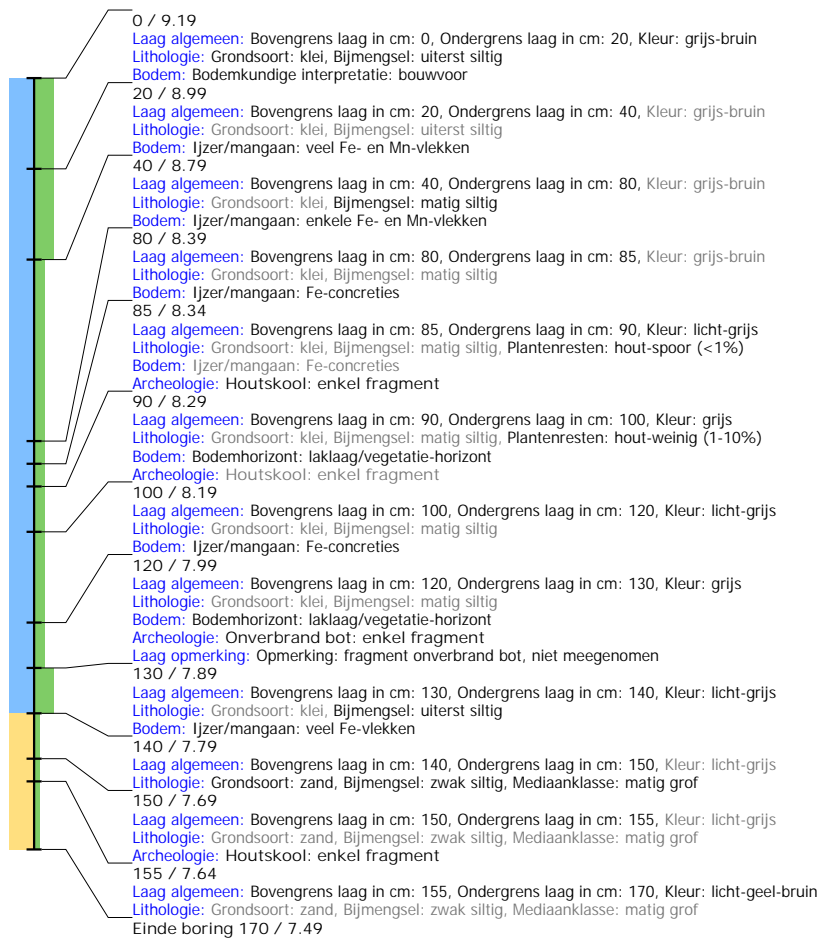 0 / 9.19
Laag algemeen: Bovengrens laag in cm: 0, Ondergrens laag in cm: 20, Kleur: grijs-bruin
Lithologie: Grondsoort: klei, Bijmengsel: uiterst siltig
Bodem: Bodemkundige interpretatie: bouwvoor
20 / 8.99
Laag algemeen: Bovengrens laag in cm: 20, Ondergrens laag in cm: 40, Kleur: grijs-bruin
Lithologie: Grondsoort: klei, Bijmengsel: uiterst siltig
Bodem: Ijzer/mangaan: veel Fe- en Mn-vlekken
40 / 8.79
Laag algemeen: Bovengrens laag in cm: 40, Ondergrens laag in cm: 80, Kleur: grijs-bruin
Lithologie: Grondsoort: klei, Bijmengsel: matig siltig
Bodem: Ijzer/mangaan: enkele Fe- en Mn-vlekken
80 / 8.39
Laag algemeen: Bovengrens laag in cm: 80, Ondergrens laag in cm: 85, Kleur: grijs-bruin
Lithologie: Grondsoort: klei, Bijmengsel: matig siltig
Bodem: Ijzer/mangaan: Fe-concreties
85 / 8.34
Laag algemeen: Bovengrens laag in cm: 85, Ondergrens laag in cm: 90, Kleur: licht-grijs
Lithologie: Grondsoort: klei, Bijmengsel: matig siltig, Plantenresten: hout-spoor (<1%)
Bodem: Ijzer/mangaan: Fe-concreties
Archeologie: Houtskool: enkel fragment
90 / 8.29
Laag algemeen: Bovengrens laag in cm: 90, Ondergrens laag in cm: 100, Kleur: grijs
Lithologie: Grondsoort: klei, Bijmengsel: matig siltig, Plantenresten: hout-weinig (1-10%)
Bodem: Bodemhorizont: laklaag/vegetatie-horizont
Archeologie: Houtskool: enkel fragment
100 / 8.19
Laag algemeen: Bovengrens laag in cm: 100, Ondergrens laag in cm: 120, Kleur: licht-grijs
Lithologie: Grondsoort: klei, Bijmengsel: matig siltig
Bodem: Ijzer/mangaan: Fe-concreties
120 / 7.99
Laag algemeen: Bovengrens laag in cm: 120, Ondergrens laag in cm: 130, Kleur: grijs
Lithologie: Grondsoort: klei, Bijmengsel: matig siltig
Bodem: Bodemhorizont: laklaag/vegetatie-horizont
Archeologie: Onverbrand bot: enkel fragment
Laag opmerking: Opmerking: fragment onverbrand bot, niet meegenomen
130 / 7.89
Laag algemeen: Bovengrens laag in cm: 130, Ondergrens laag in cm: 140, Kleur: licht-grijs
Lithologie: Grondsoort: klei, Bijmengsel: uiterst siltig
Bodem: Ijzer/mangaan: veel Fe-vlekken
140 / 7.79
Laag algemeen: Bovengrens laag in cm: 140, Ondergrens laag in cm: 150, Kleur: licht-grijs
Lithologie: Grondsoort: zand, Bijmengsel: zwak siltig, Mediaanklasse: matig grof
150 / 7.69
Laag algemeen: Bovengrens laag in cm: 150, Ondergrens laag in cm: 155, Kleur: licht-grijs
Lithologie: Grondsoort: zand, Bijmengsel: zwak siltig, Mediaanklasse: matig grof
Archeologie: Houtskool: enkel fragment
155 / 7.64
Laag algemeen: Bovengrens laag in cm: 155, Ondergrens laag in cm: 170, Kleur: licht-geel-bruin
Lithologie: Grondsoort: zand, Bijmengsel: zwak siltig, Mediaanklasse: matig grof
Einde boring 170 / 7.49